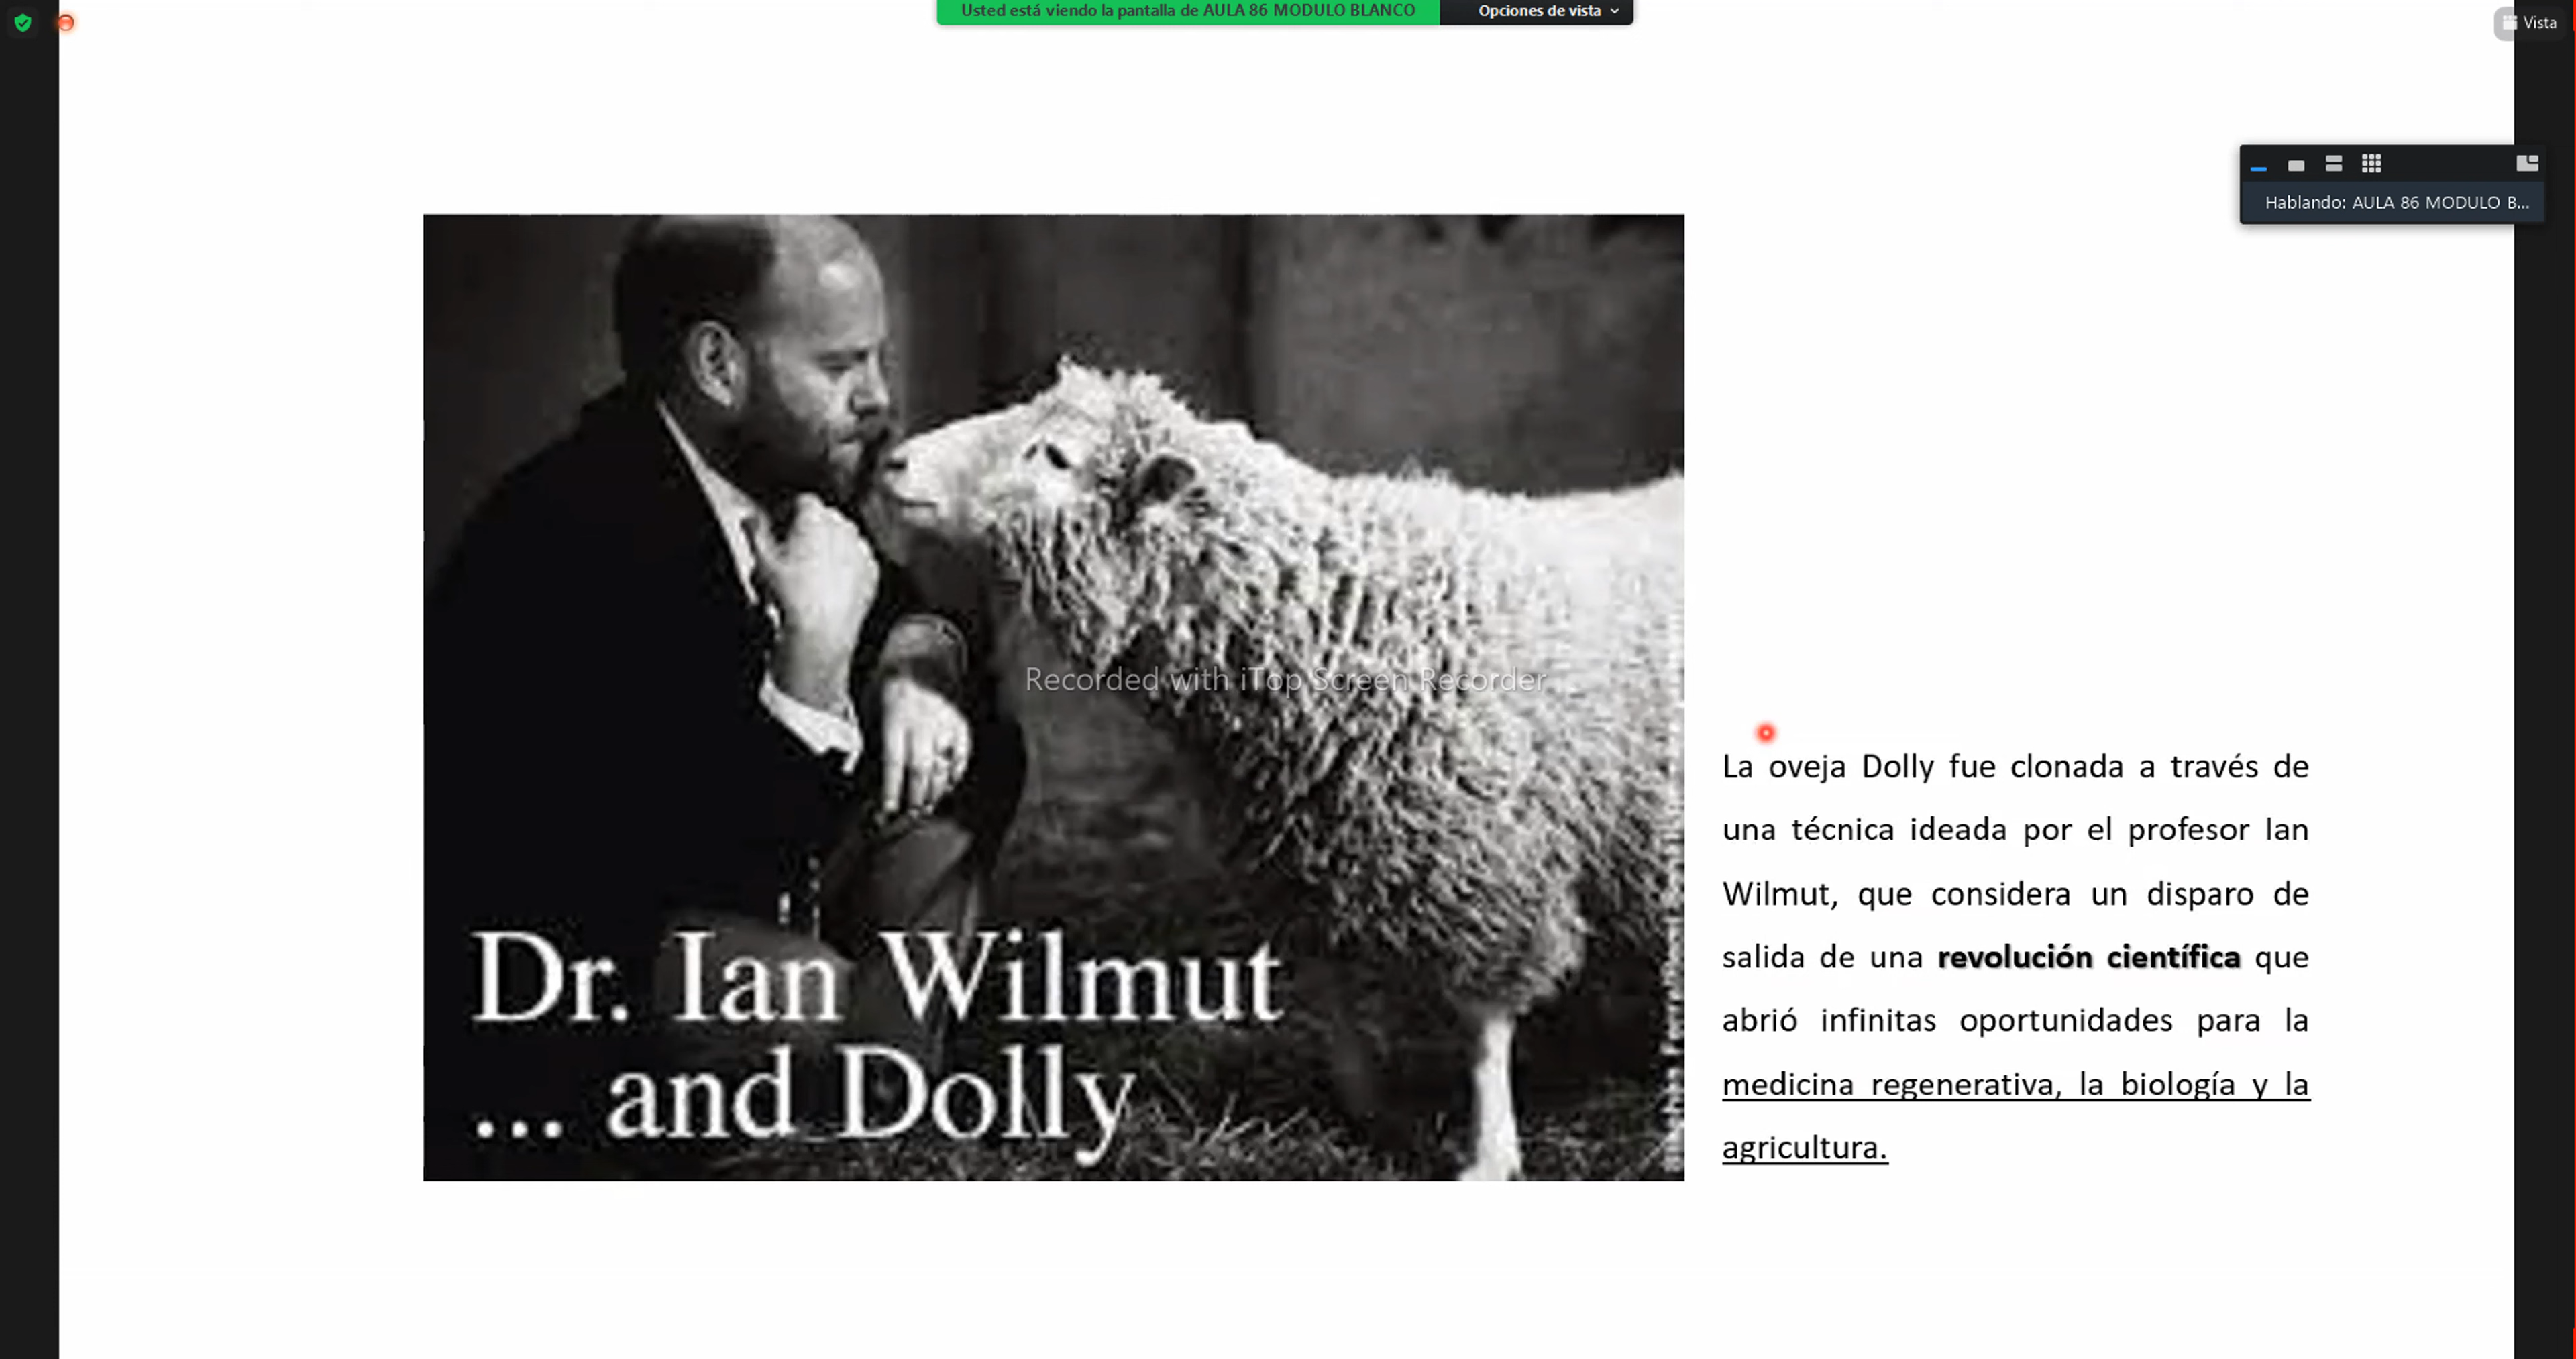 Usted está viendo la pantalla de AULA 86 MODULO BLANCO
Opciones de vista
Vista
Hablando: AULA 86 MODULO B...
Recorded with iTop Screen Recorder
Dr. Ian Wilmut
... and Dolly
La oveja Dolly fue clonada a través de
una técnica ideada por el profesor Ian
Wilmut, que considera un disparo de
salida de una revolución científica que
abrió infinitas oportunidades para la
medicina regenerativa, la biología y la
agricultura.